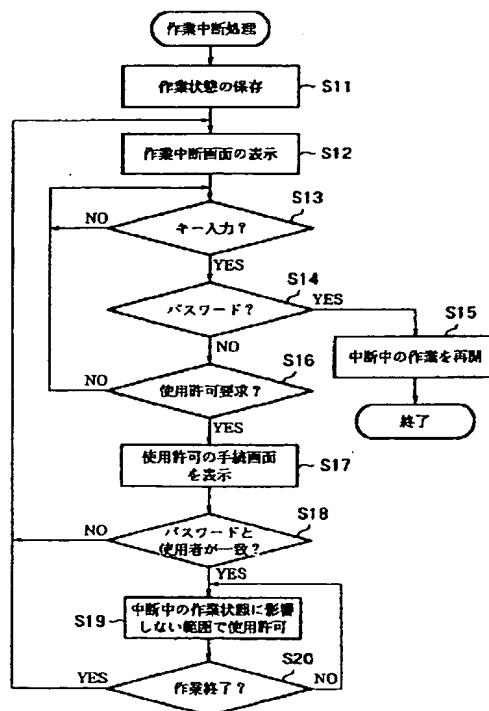 作業中断処理
作業状態の保存
S11
作業中断画面の表示
S12
S13
NO
キー入力?
YES
S14
パスワード?
YES
S15
NO
中断中の作業を再開
S16
NO
使用許可要求?
終了
YES
使用許可の手続画面
を表示
S17
S18
NO
パスワードと
使用者が一致?
YES
S19
中断中の作業状態に影響
しない範囲で使用許可
S20
YES
作業終了?
NO